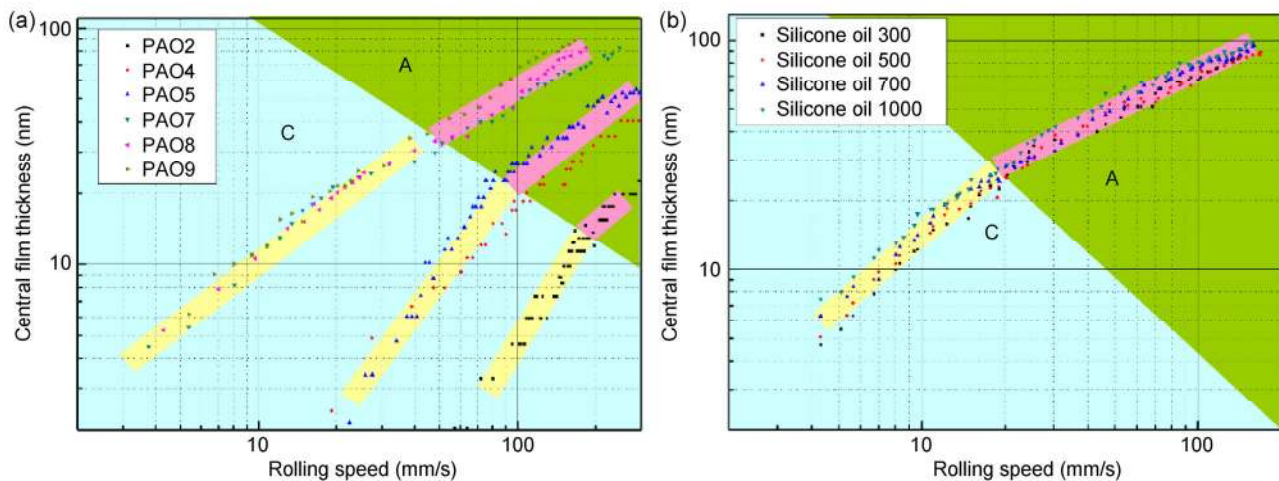 (a)
PAO2
PAO4
PAO5
PAO7
PAO8
PAO9
A
C
100
10
Central film thickness (nm)
10
100
Rolling speed (mm/s)
(b)
Silicone oil 300
Silicone oil 500
Silicone oil 700
Silicone oil 1000
A
C
100
10
Central film thickness (nm)
10
100
Rolling speed (mm/s)